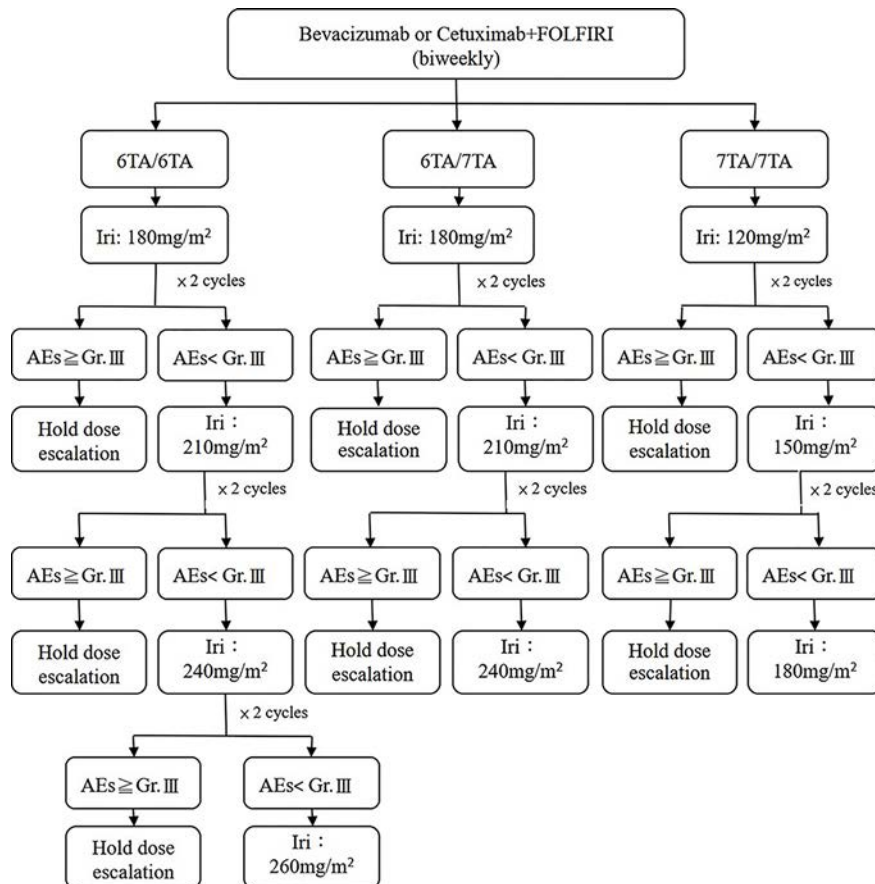 Bevacizumab or Cetuximab+FOLFIRI
(biweekly)
6TA/6TA
6TA/7TA
7TA/7TA
Iri: 180mg/m²
Iri: 180mg/m²
Iri: 120mg/m²
×2 cycles
×2 cycles
×2 cycles
AEs≧Gr.Ⅲ
AEs<Gr.Ⅲ
AEs≧Gr.Ⅲ
AEs<Gr.Ⅲ
AEs≧Gr.Ⅲ
AEs<Gr.Ⅲ
Hold dose
escalation
Iri：
210mg/m²
Hold dose
escalation
Iri：
210mg/m²
Hold dose
escalation
Iri：
150mg/m²
×2 cycles
×2 cycles
×2 cycles
AEs≧Gr.Ⅲ
AEs<Gr.Ⅲ
AEs≧Gr.Ⅲ
AEs<Gr.Ⅲ
AEs≧Gr.Ⅲ
AEs<Gr.Ⅲ
Hold dose
escalation
Iri：
240mg/m²
Hold dose
escalation
Iri：
240mg/m²
Hold dose
escalation
Iri：
180mg/m²
×2 cycles
AEs≧Gr.Ⅲ
AEs<Gr.Ⅲ
Hold dose
escalation
Iri：
260mg/m²